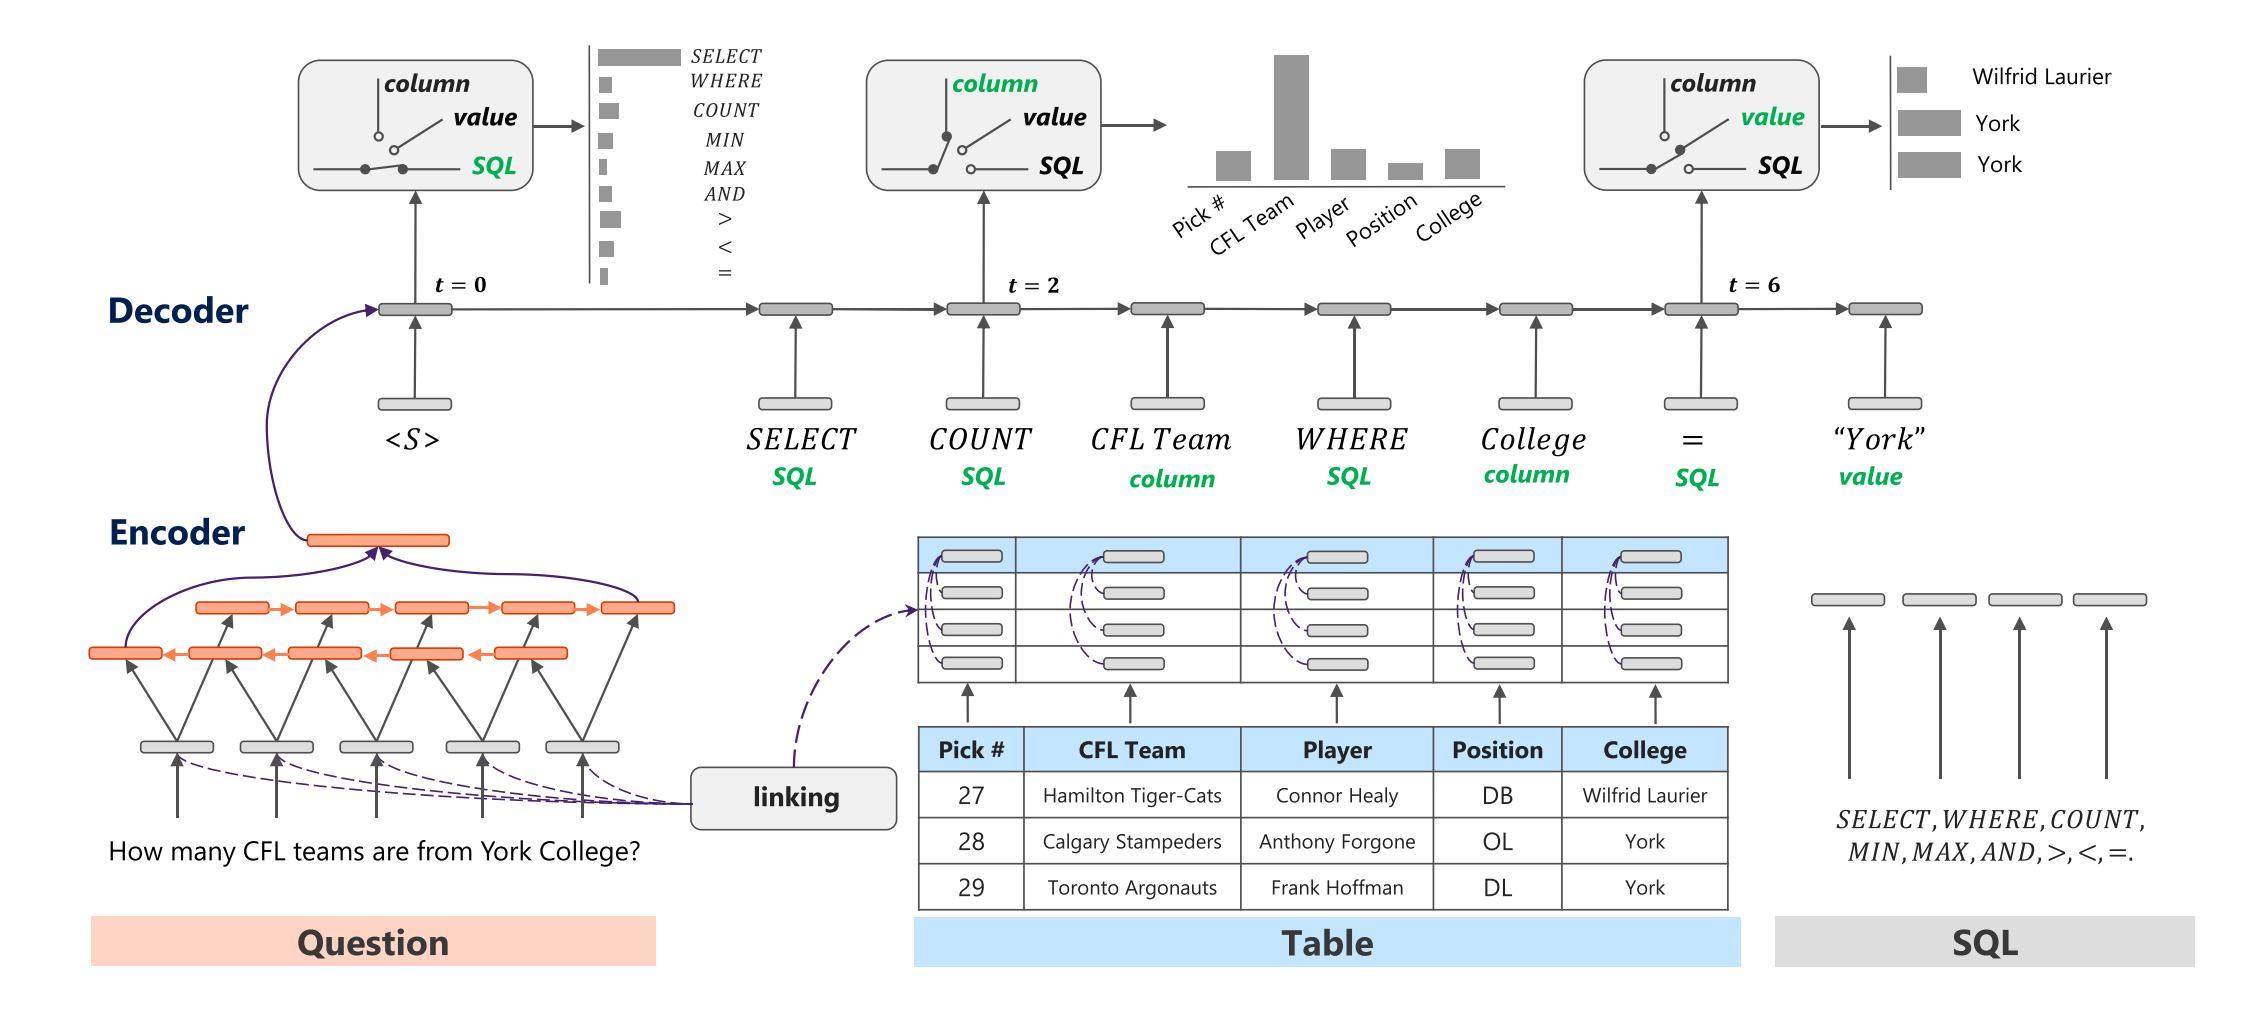 column
value
SQL
SELECT
WHERE
COUNT
MIN
MAX
AND
>
<
=
column
value
SQL
Pick #
CFL Team
Player
Position
College
column
value
SQL
Wilfrid Laurier
York
York
t = 0
t = 2
t = 6
Decoder
<S> SELECT COUNT CFL Team WHERE College = “York”
SQL SQL column SQL column SQL value
Encoder
linking
How many CFL teams are from York College?
Pick # CFL Team Player Position College
27 Hamilton Tiger-Cats Connor Healy DB Wilfrid Laurier
28 Calgary Stampeders Anthony Forgone OL York
29 Toronto Argonauts Frank Hoffman DL York
SELECT, WHERE, COUNT,
MIN, MAX, AND, >, <, =.
Question
Table
SQL